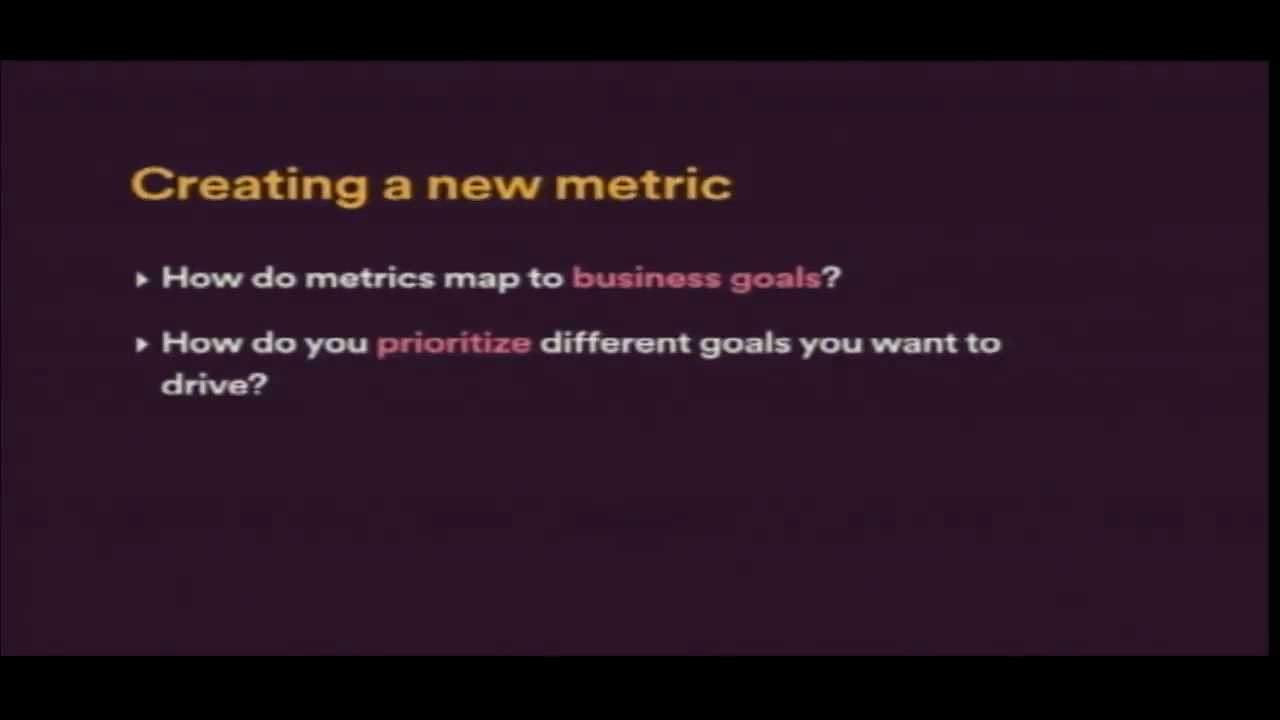 Creating a new metric
▸ How do metrics map to business goals?
▸ How do you prioritize different goals you want to
drive?